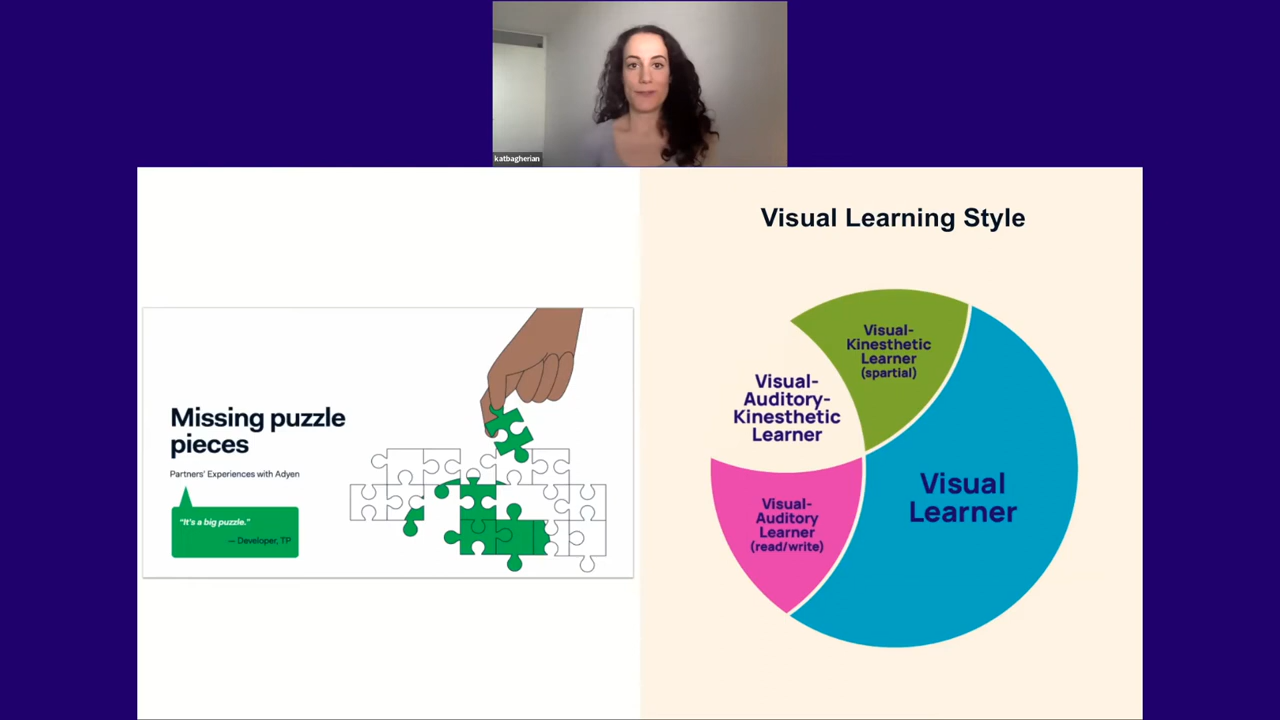 katbagherian
Missing puzzle
pieces
Partners' Experiences with Adyen
"It's a big puzzle."
— Developer, TP
Visual Learning Style
Visual-
Kinesthetic
Learner
(spartial)
Visual-
Auditory-
Kinesthetic
Learner
Visual
Learner
Visual-
Auditory
Learner
(read/write)